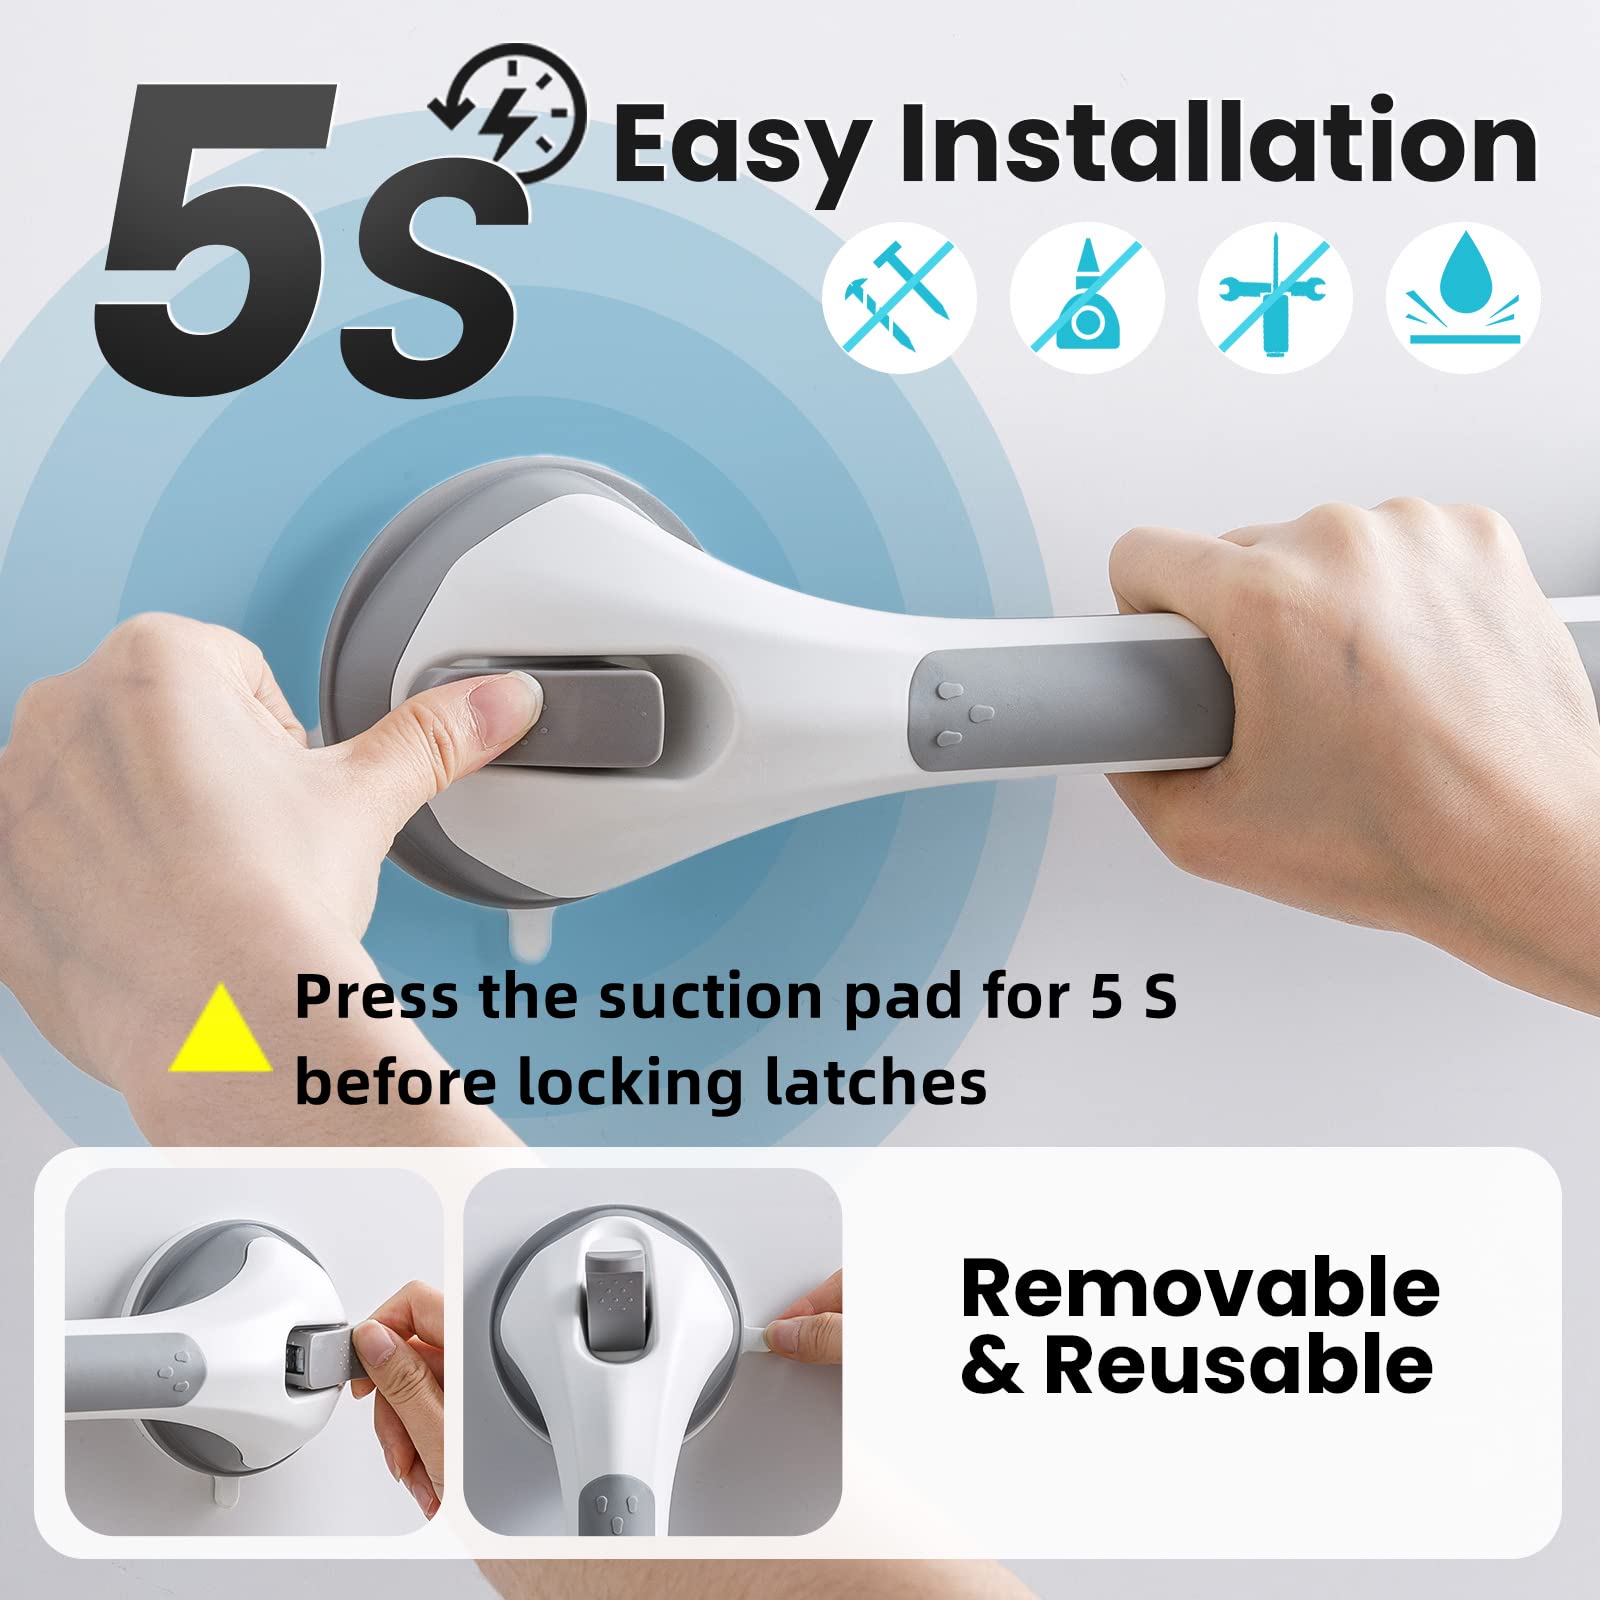 5s
Easy Installation
Press the suction pad for 5 S
before locking latches
Removable
& Reusable